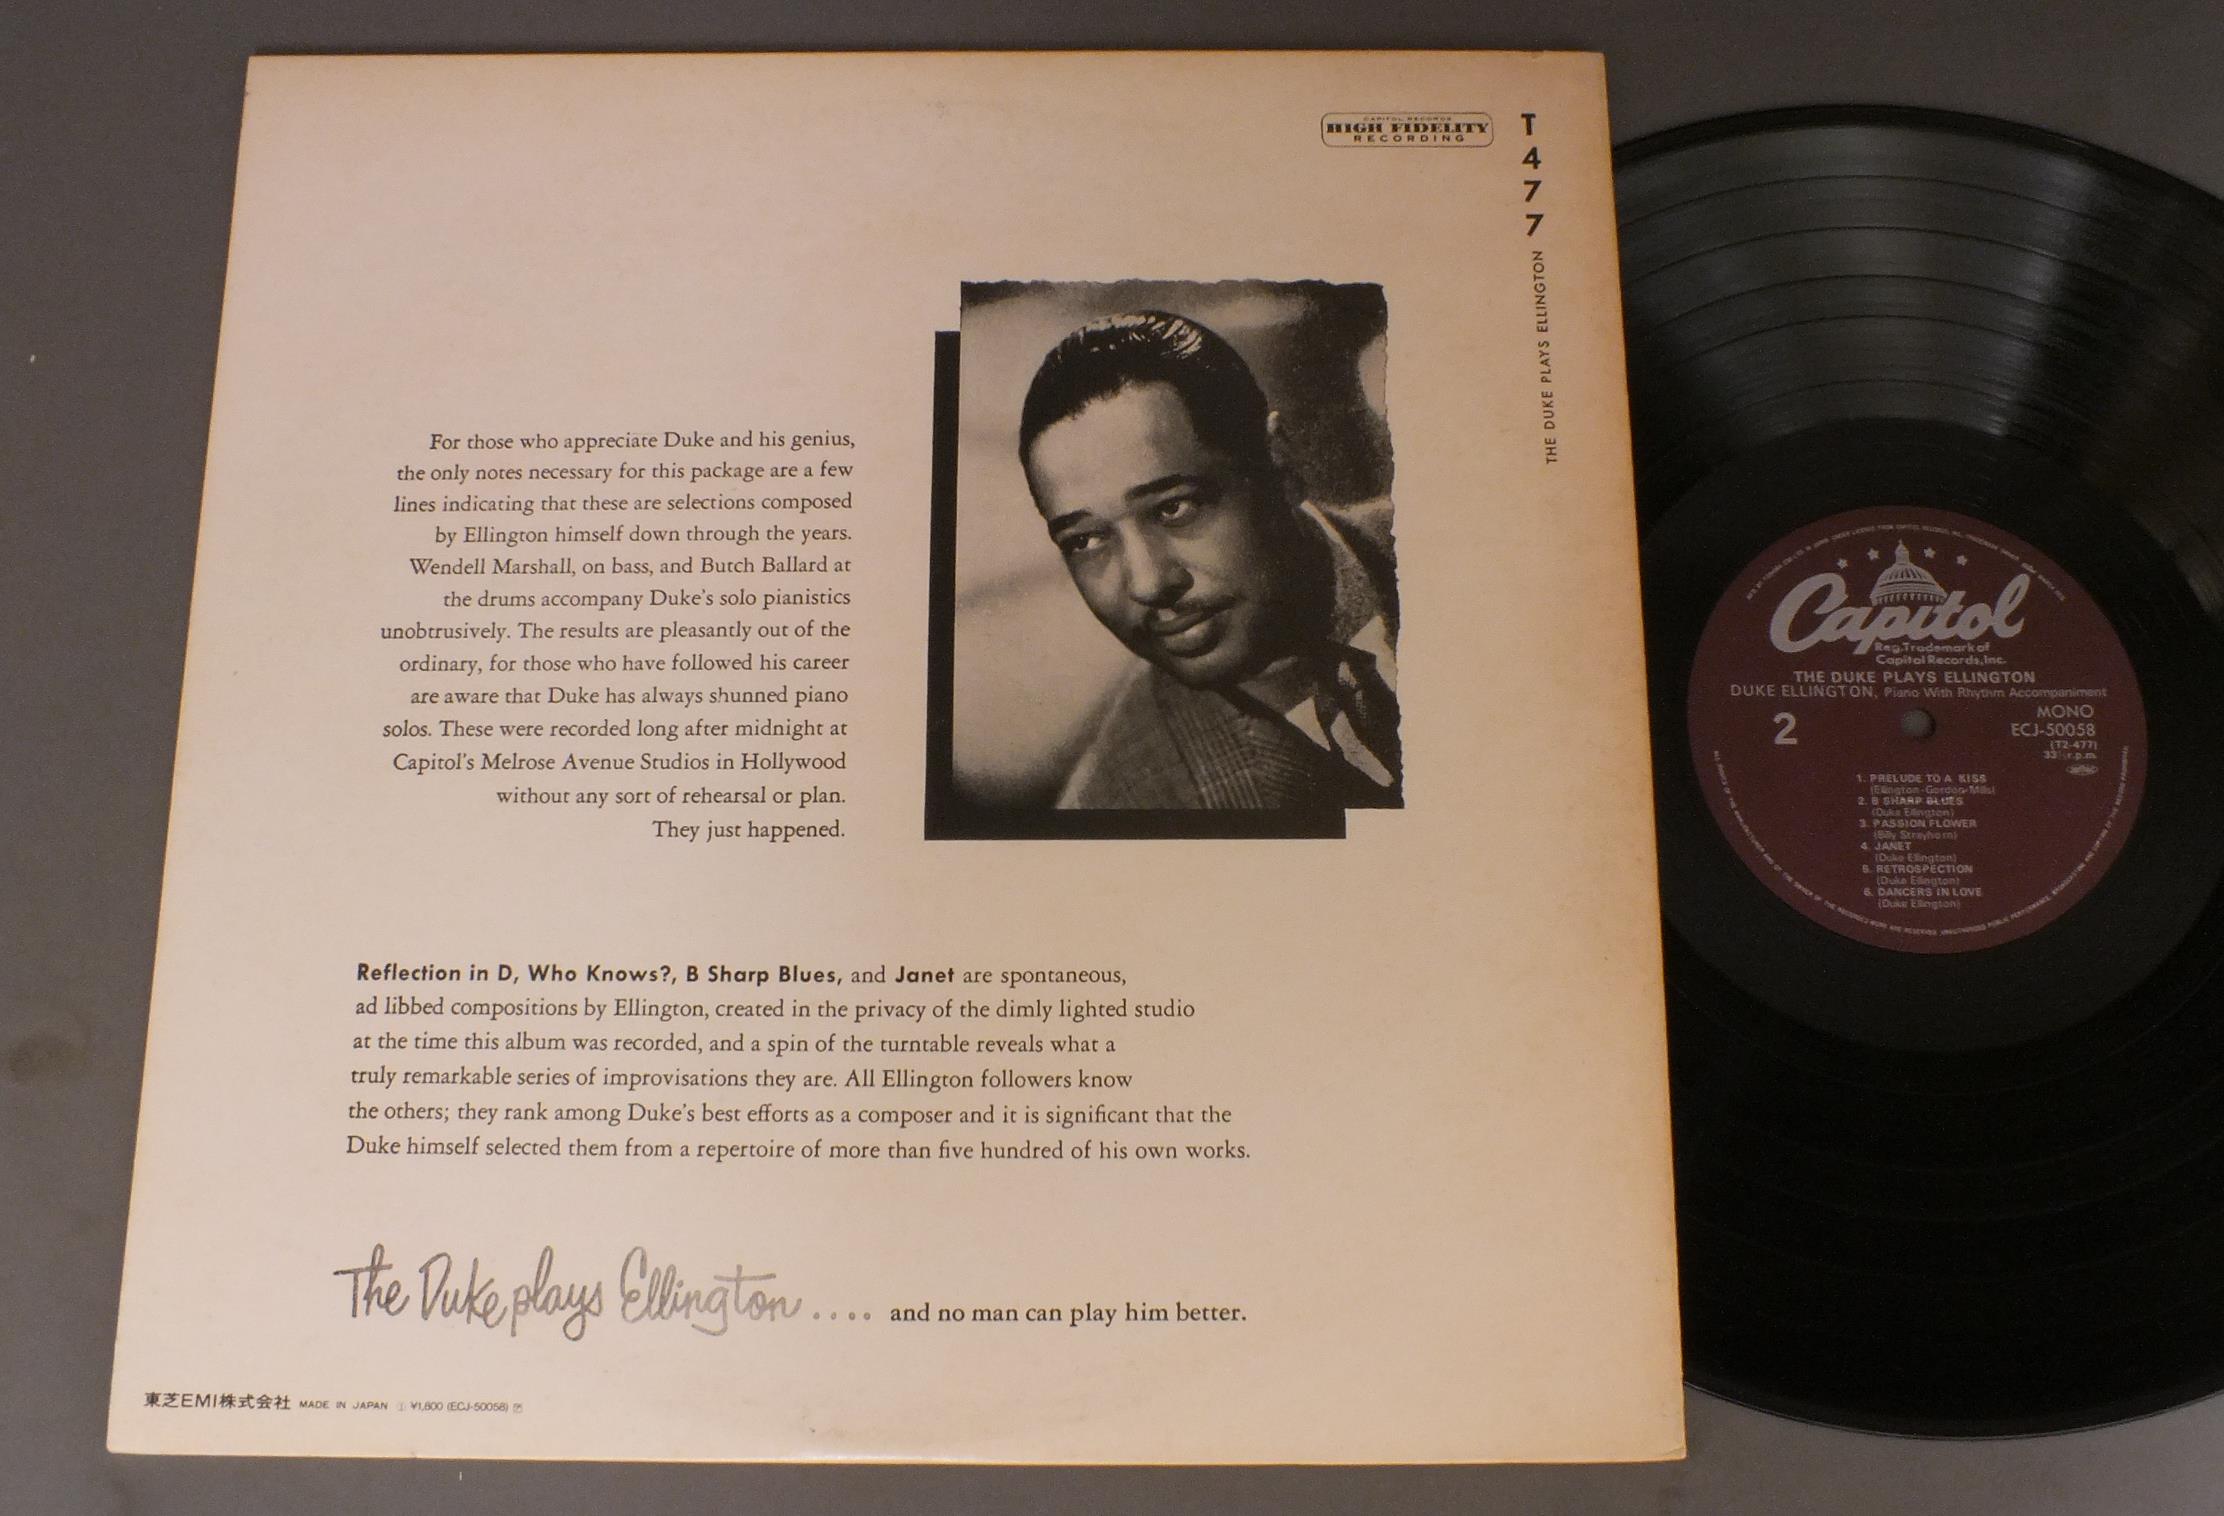 CAPITOL RECORDS
HIGH FIDELITY
RECORDING
T
4
7
7
THE DUKE PLAYS ELLINGTON
For those who appreciate Duke and his genius,
the only notes necessary for this package are a few
lines indicating that these are selections composed
by Ellington himself down through the years.
Wendell Marshall, on bass, and Butch Ballard at
the drums accompany Duke's solo pianistics
unobtrusively. The results are pleasantly out of the
ordinary, for those who have followed his career
are aware that Duke has always shunned piano
solos. These were recorded long after midnight at
Capitol's Melrose Avenue Studios in Hollywood
without any sort of rehearsal or plan.
They just happened.
Reflection in D, Who Knows?, B Sharp Blues, and Janet are spontaneous,
ad libbed compositions by Ellington, created in the privacy of the dimly lighted studio
at the time this album was recorded, and a spin of the turntable reveals what a
truly remarkable series of improvisations they are. All Ellington followers know
the others; they rank among Duke's best efforts as a composer and it is significant that the
Duke himself selected them from a repertoire of more than five hundred of his own works.
The Duke plays Ellington .... and no man can play him better.
東芝EMI株式会社 MADE IN JAPAN ¥1,800 (ECJ-50058)
Capitol
Reg. Trademark of
Capitol Records, Inc.
THE DUKE PLAYS ELLINGTON
DUKE ELLINGTON, Piano With Rhythm Accompaniment
2
MONO
ECJ-50058
(T2-477)
33⅓ r.p.m.
1. PRELUDE TO A KISS
(Ellington-Gordon-Mills)
2. B SHARP BLUES
(Duke Ellington)
3. PASSION FLOWER
(Billy Strayhorn)
4. JANET
(Duke Ellington)
5. RETROSPECTION
(Duke Ellington)
6. DANCERS IN LOVE
(Duke Ellington)